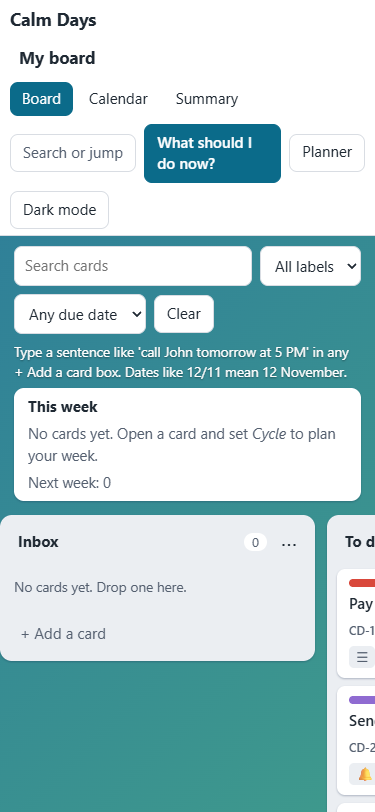 Calm Days
My board
Board Calendar Summary
Search or jump What should I do now? Planner
Dark mode
Search cards All labels
Any due date Clear
Type a sentence like 'call John tomorrow at 5 PM' in any
+ Add a card box. Dates like 12/11 mean 12 November.
This week
No cards yet. Open a card and set Cycle to plan
your week.
Next week: 0
Inbox 0 ...
No cards yet. Drop one here.
+ Add a card
To d
Pay
CD-1
Sen
CD-2